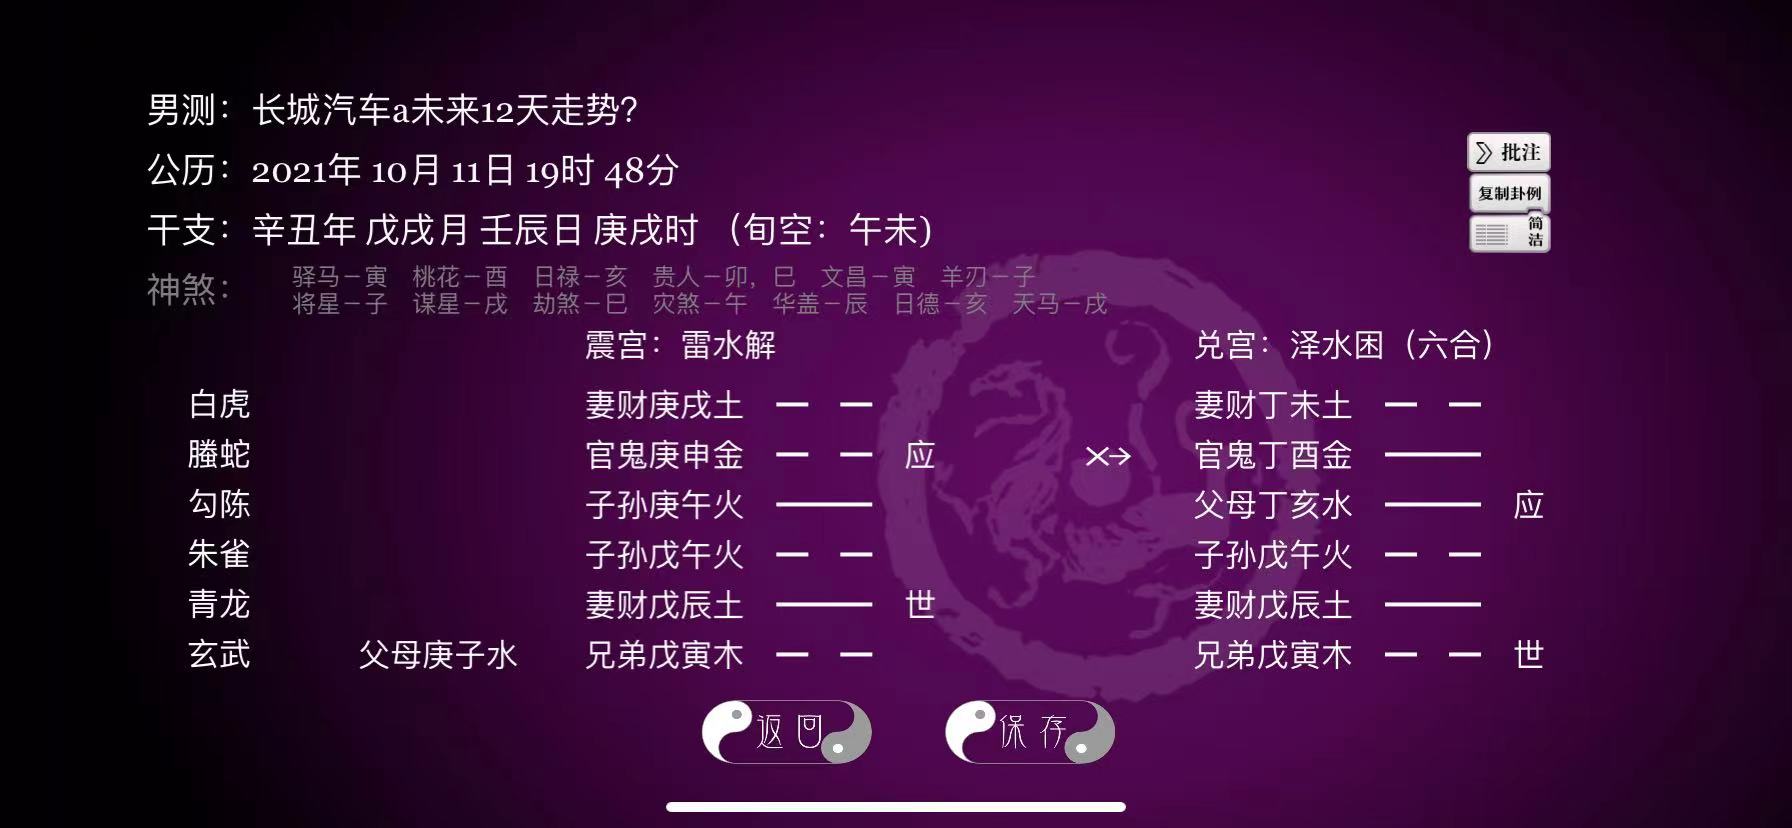 男测：长城汽车a未来12天走势？
公历：2021年 10月 11日 19时 48分
干支：辛丑年 戊戌月 壬辰日 庚戌时 （旬空：午未）
神煞：
驿马－寅 桃花－酉 日禄－亥 贵人－卯，巳 文昌－寅 羊刃－子
将星－子 谋星－戌 劫煞－巳 灾煞－午 华盖－辰 日德－亥 天马－戌
批注
复制卦例
简洁
震宫：雷水解 兑宫：泽水困（六合）
白虎 妻财庚戌土 妻财丁未土
螣蛇 官鬼庚申金 应 ×→ 官鬼丁酉金
勾陈 子孙庚午火 父母丁亥水 应
朱雀 子孙戊午火 子孙戊午火
青龙 妻财戊辰土 世 妻财戊辰土
玄武 父母庚子水 兄弟戊寅木 兄弟戊寅木 世
返回 保存